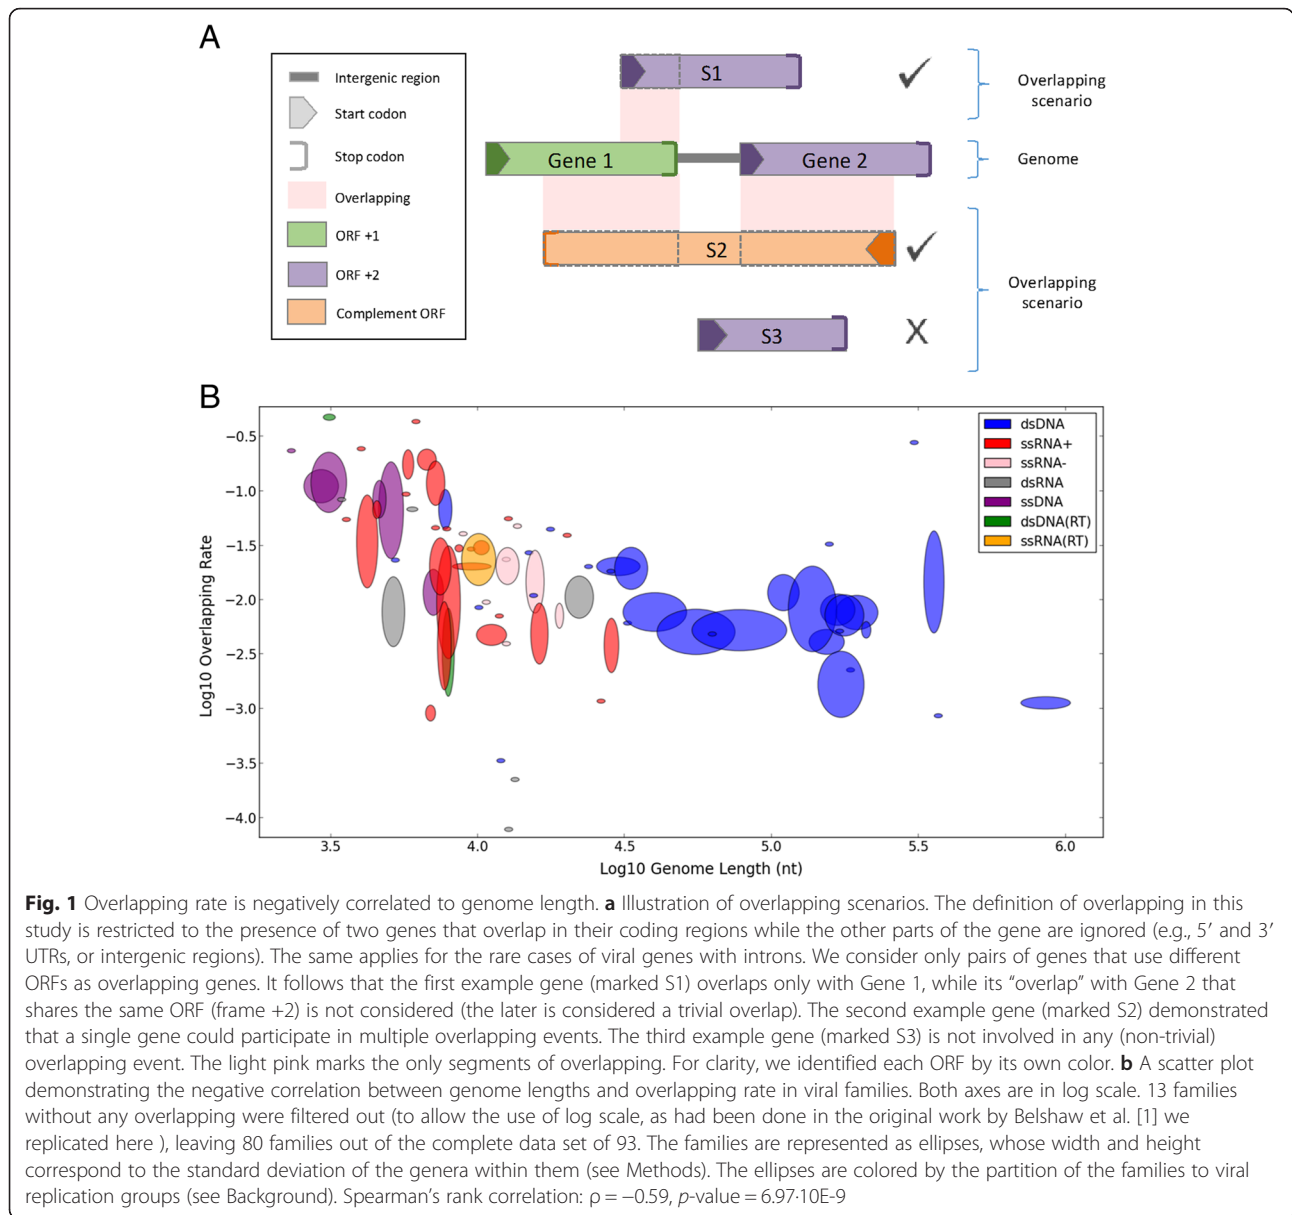 A
Intergenic region
Start codon
Stop codon
Overlapping
ORF +1
ORF +2
Complement ORF
S1
Overlapping
scenario
Gene 1
Gene 2
Genome
S2
Overlapping
scenario
S3
X
B
−0.5
−1.0
−1.5
−2.0
−2.5
−3.0
−3.5
−4.0
Log10 Overlapping Rate
dsDNA
ssRNA+
ssRNA-
dsRNA
ssDNA
dsDNA(RT)
ssRNA(RT)
3.5 4.0 4.5 5.0 5.5 6.0
Log10 Genome Length (nt)
Fig. 1 Overlapping rate is negatively correlated to genome length. a Illustration of overlapping scenarios. The definition of overlapping in this
study is restricted to the presence of two genes that overlap in their coding regions while the other parts of the gene are ignored (e.g., 5′ and 3′
UTRs, or intergenic regions). The same applies for the rare cases of viral genes with introns. We consider only pairs of genes that use different
ORFs as overlapping genes. It follows that the first example gene (marked S1) overlaps only with Gene 1, while its “overlap” with Gene 2 that
shares the same ORF (frame +2) is not considered (the later is considered a trivial overlap). The second example gene (marked S2) demonstrated
that a single gene could participate in multiple overlapping events. The third example gene (marked S3) is not involved in any (non-trivial)
overlapping event. The light pink marks the only segments of overlapping. For clarity, we identified each ORF by its own color. b A scatter plot
demonstrating the negative correlation between genome lengths and overlapping rate in viral families. Both axes are in log scale. 13 families
without any overlapping were filtered out (to allow the use of log scale, as had been done in the original work by Belshaw et al. [1] we
replicated here ), leaving 80 families out of the complete data set of 93. The families are represented as ellipses, whose width and height
correspond to the standard deviation of the genera within them (see Methods). The ellipses are colored by the partition of the families to viral
replication groups (see Background). Spearman’s rank correlation: ρ = −0.59, p-value = 6.97·10E-9